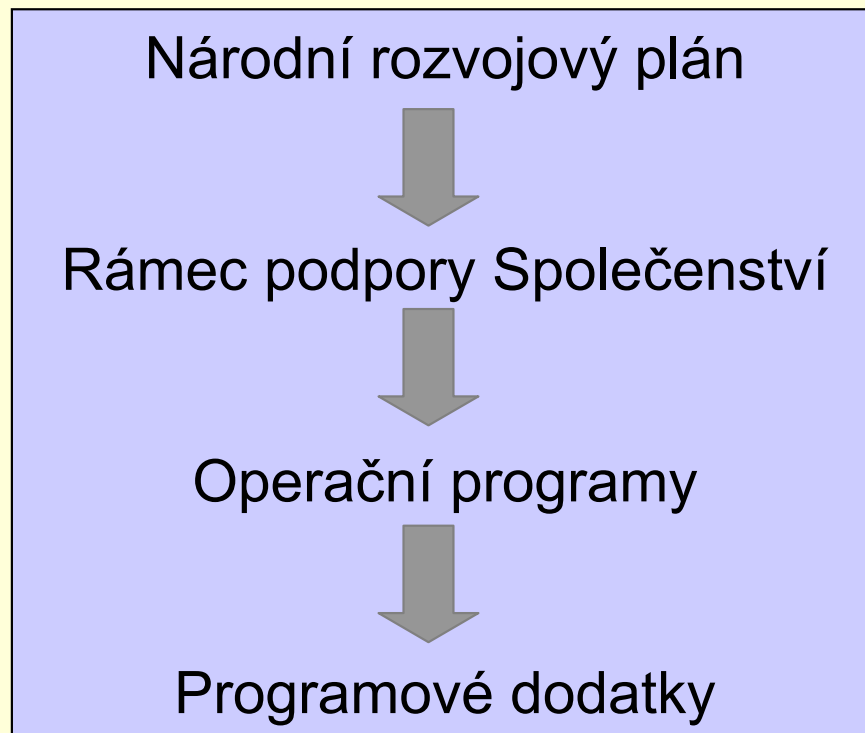 Národní rozvojový plán
Rámec podpory Společenství
Operační programy
Programové dodatky